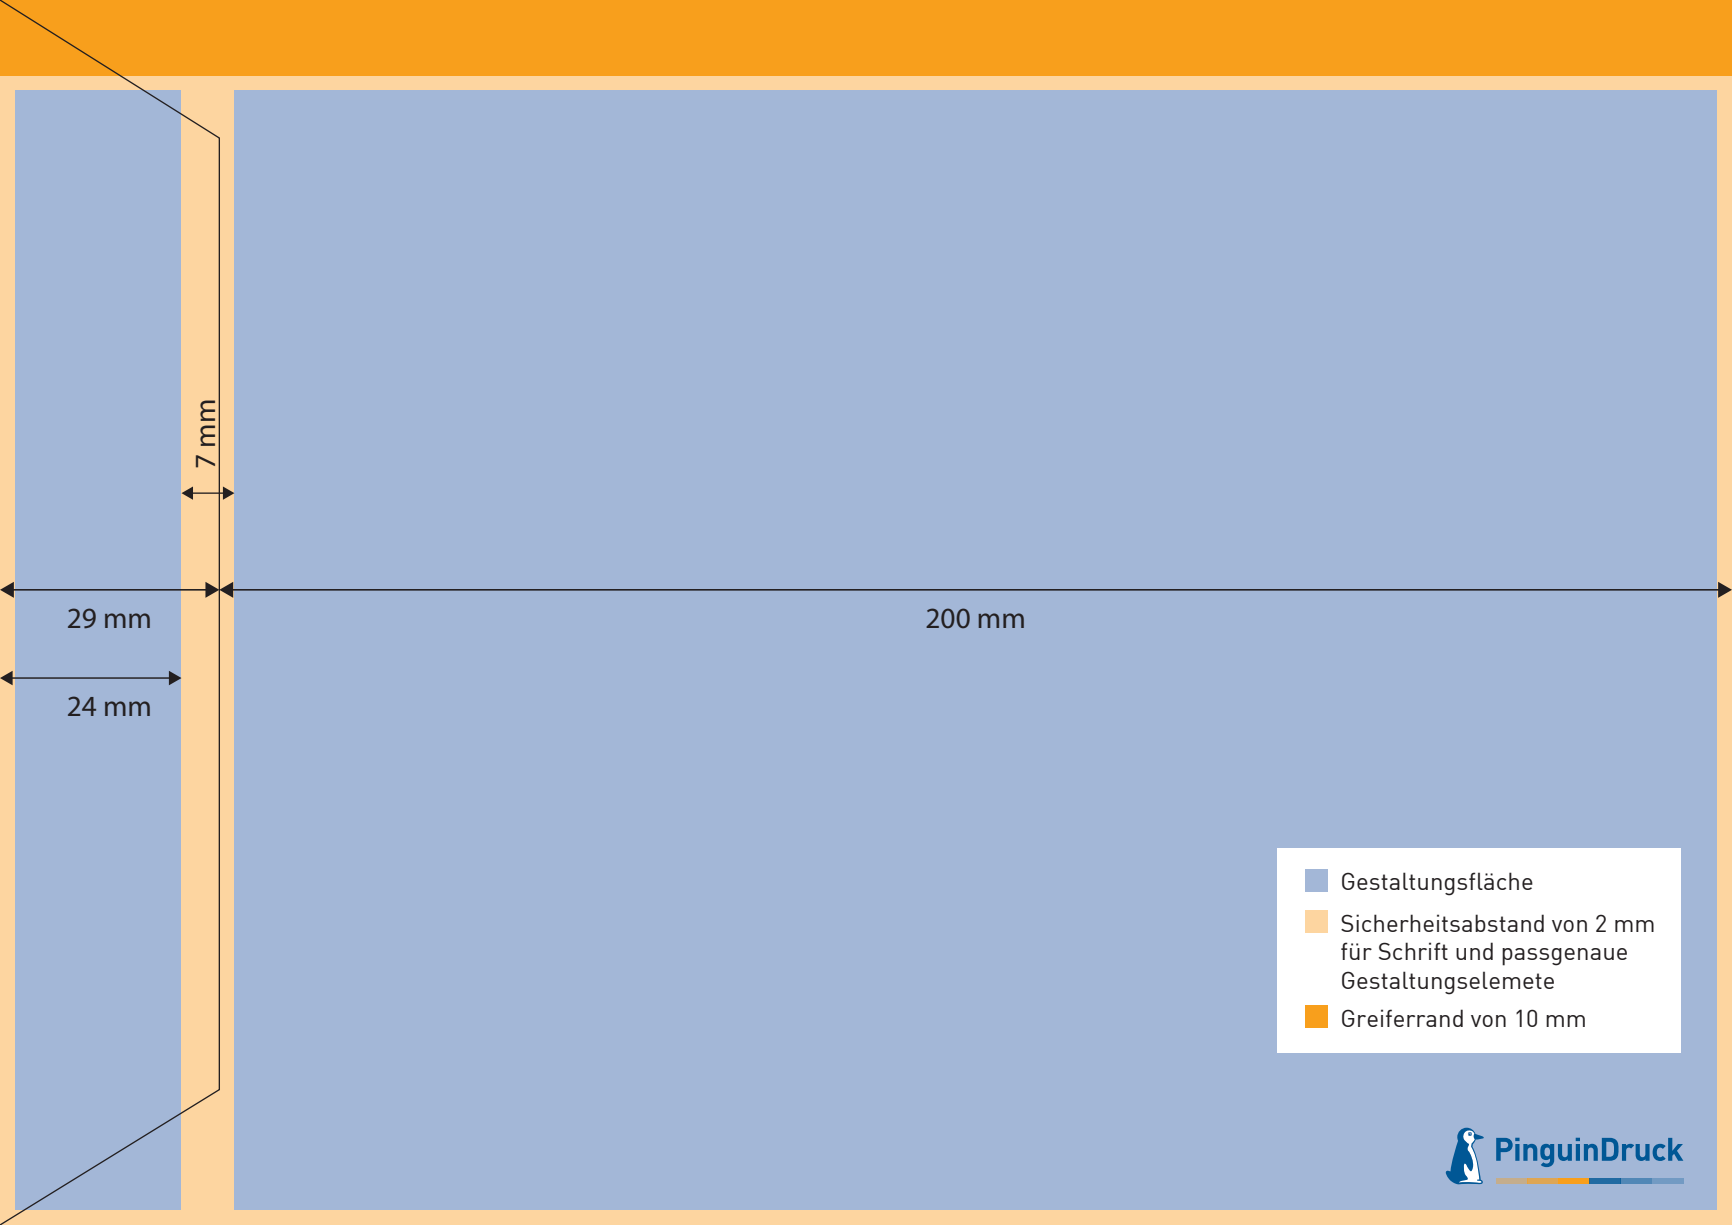 7 mm
29 mm
200 mm
24 mm
Gestaltungsfläche
Sicherheitsabstand von 2 mm
für Schrift und passgenaue
Gestaltungselemete
Greiferrand von 10 mm
PinguinDruck